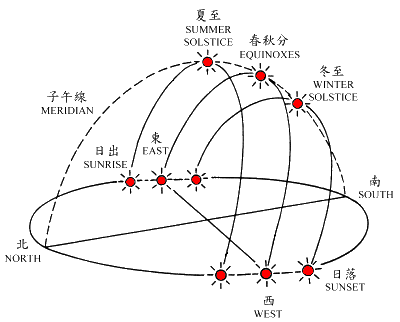 夏至
SUMMER
SOLSTICE
春秋分
EQUINOXES
冬至
WINTER
SOLSTICE
子午線
MERIDIAN
日出
SUNRISE
東
EAST
南
SOUTH
北
NORTH
西
WEST
日落
SUNSET